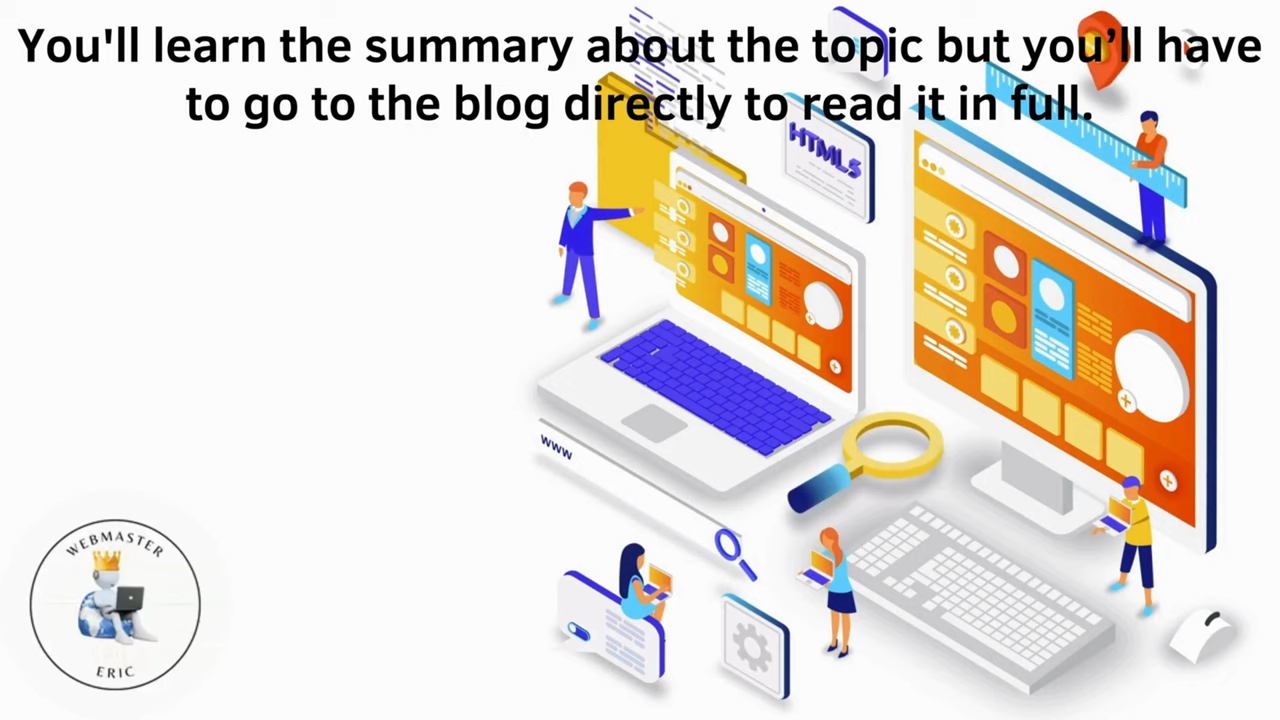 You'll learn the summary about the topic but you’ll have
to go to the blog directly to read it in full.
HTML5
WWW
WEBMASTER
ERIC